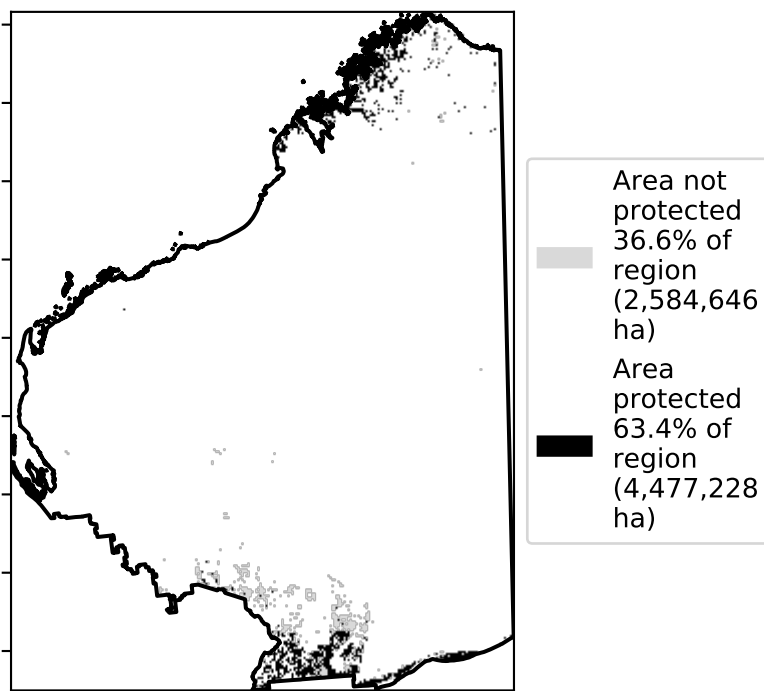 Area not
protected
36.6% of
region
(2,584,646
ha)
Area
protected
63.4% of
region
(4,477,228
ha)